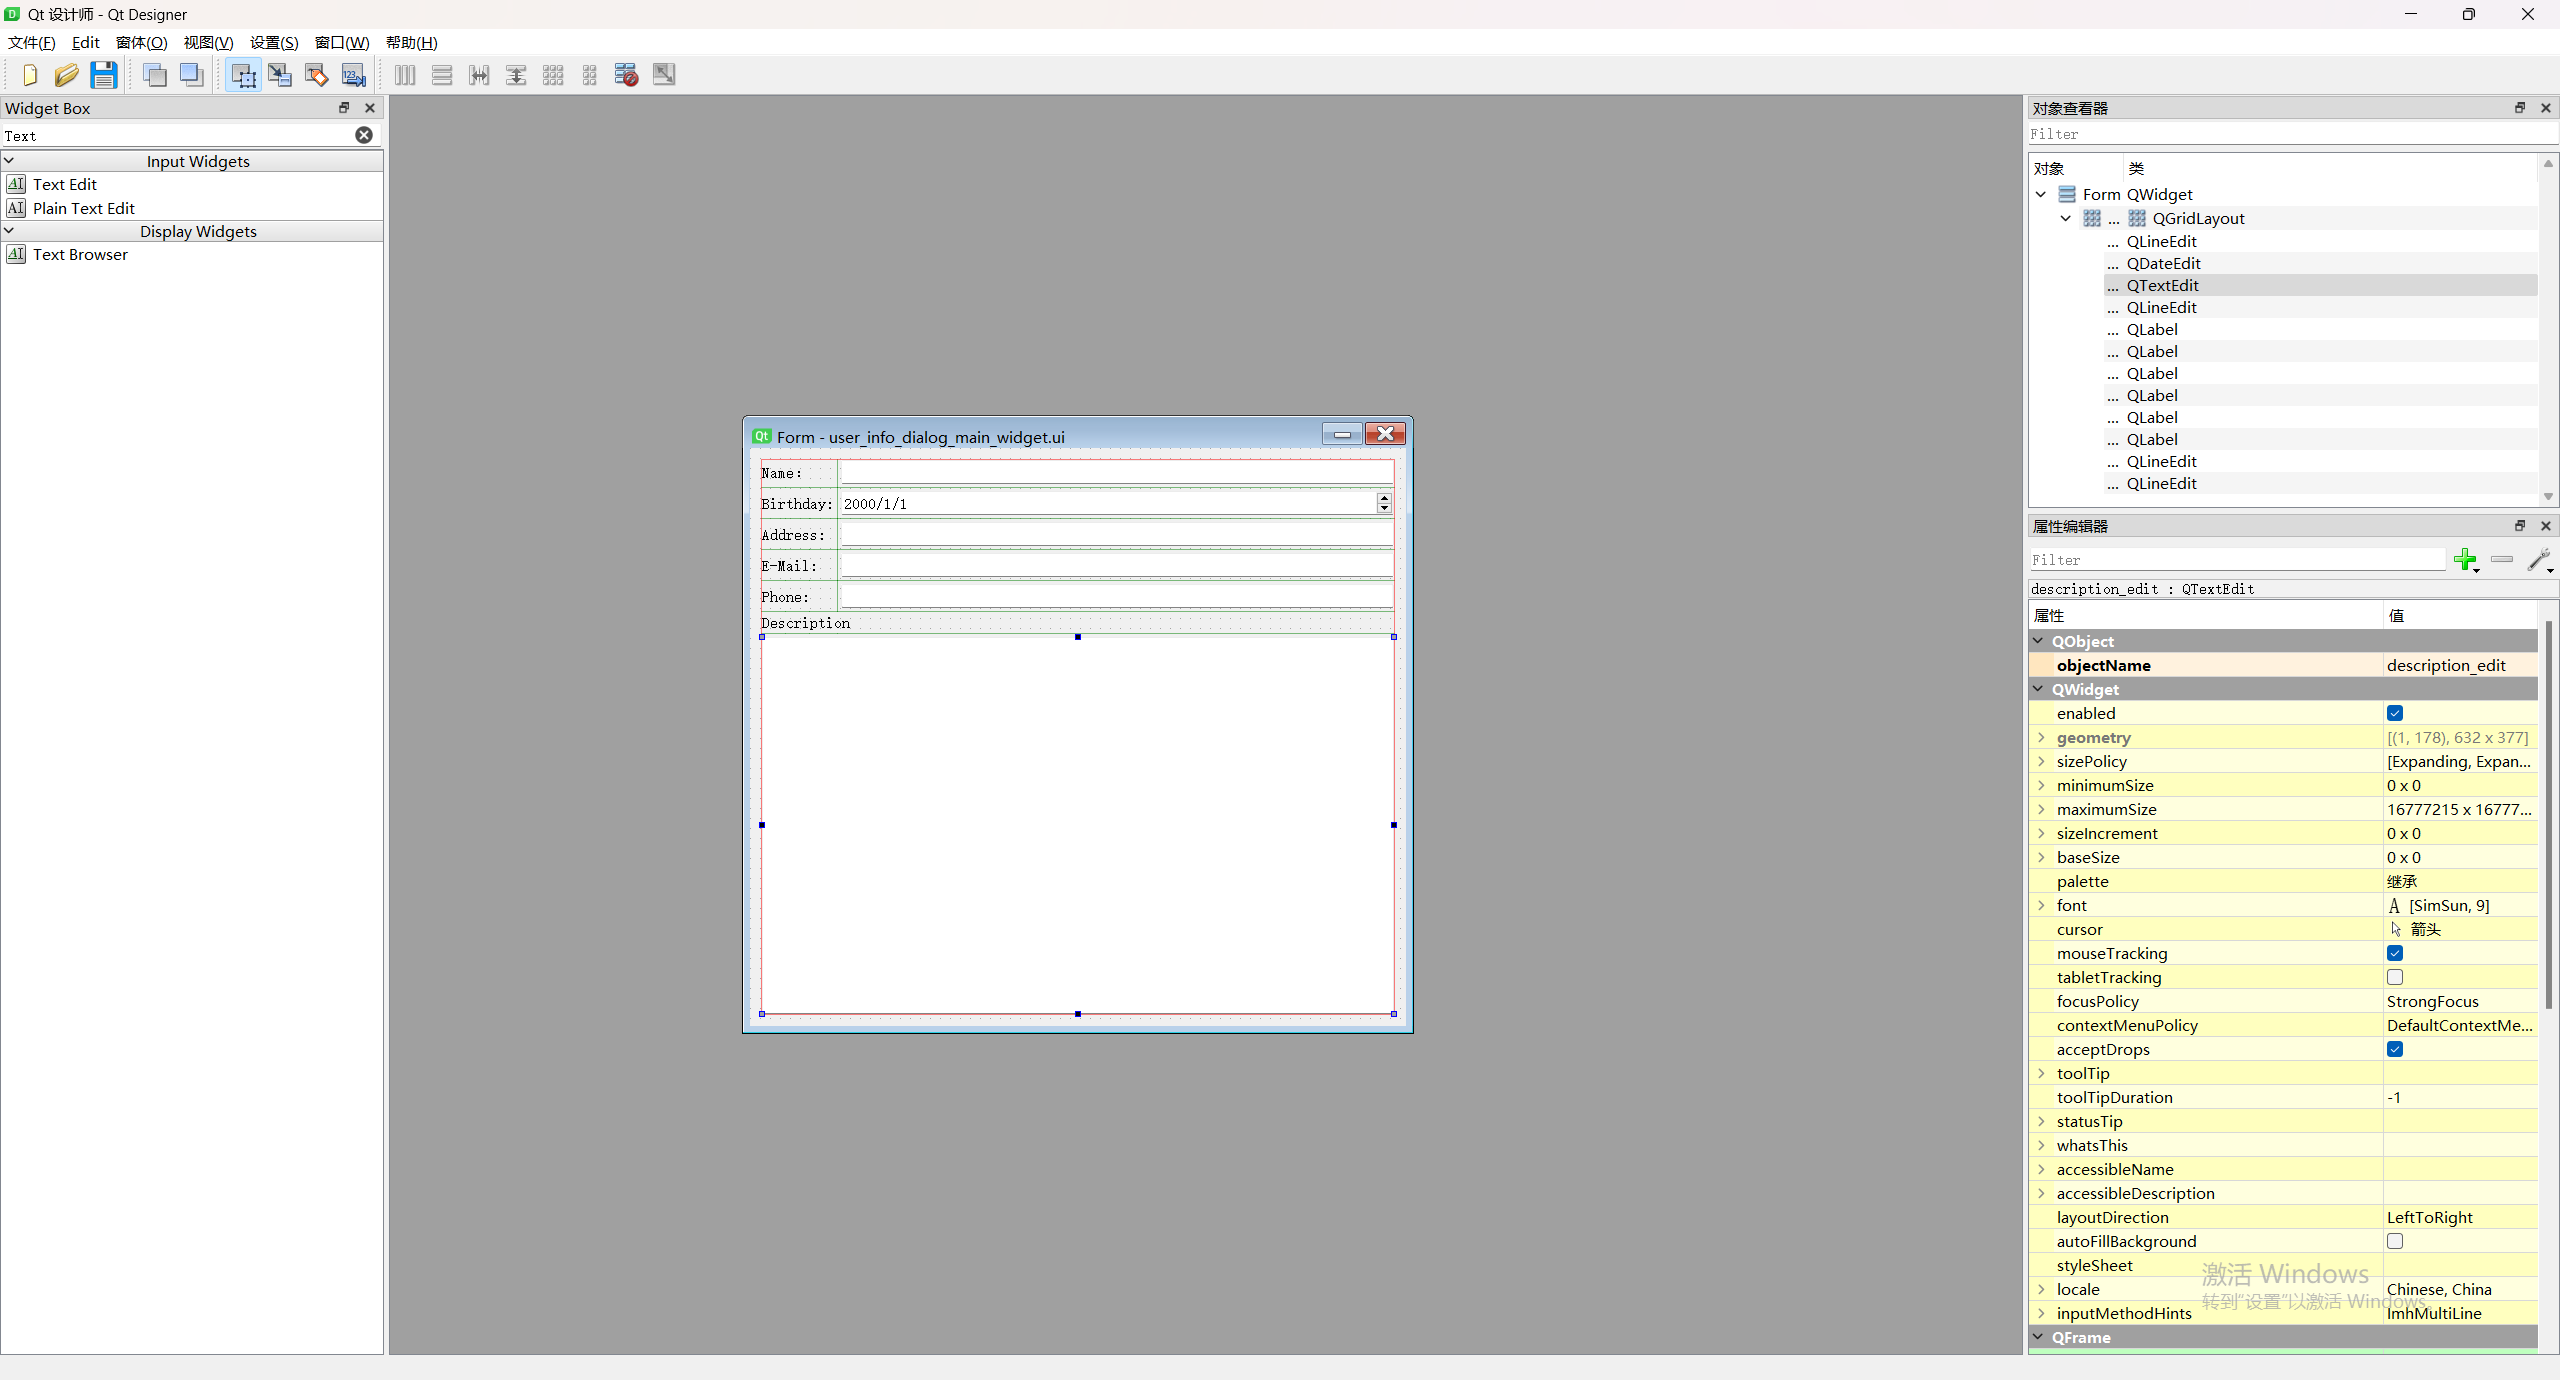 Qt 设计师 - Qt Designer
文件(F) Edit 窗体(O) 视图(V) 设置(S) 窗口(W) 帮助(H)
Widget Box
Text
Input Widgets
Text Edit
Plain Text Edit
Display Widgets
Text Browser
Form - user_info_dialog_main_widget.ui
Name:
Birthday: 2000/1/1
Address:
E-Mail:
Phone:
Description
对象查看器
Filter
对象 类
Form QWidget
... QGridLayout
... QLineEdit
... QDateEdit
... QTextEdit
... QLineEdit
... QLabel
... QLabel
... QLabel
... QLabel
... QLabel
... QLabel
... QLineEdit
... QLineEdit
属性编辑器
Filter
description_edit : QTextEdit
属性 值
QObject
objectName description_edit
QWidget
enabled
geometry [(1, 178), 632 x 377]
sizePolicy [Expanding, Expan...
minimumSize 0 x 0
maximumSize 16777215 x 16777...
sizeIncrement 0 x 0
baseSize 0 x 0
palette 继承
font A [SimSun, 9]
cursor 箭头
mouseTracking
tabletTracking
focusPolicy StrongFocus
contextMenuPolicy DefaultContextMe...
acceptDrops
toolTip
toolTipDuration -1
statusTip
whatsThis
accessibleName
accessibleDescription
layoutDirection LeftToRight
autoFillBackground
styleSheet
locale Chinese, China
inputMethodHints ImhMultiLine
QFrame
激活 Windows
转到"设置"以激活 Windows。